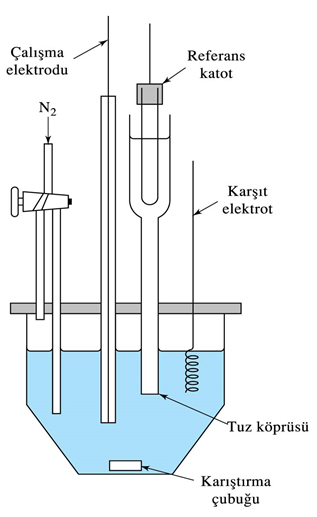 Çalışma
elektrodu
Referans
katot
N2
Karşıt
elektrot
Tuz köprüsü
Karıştırma
çubuğu